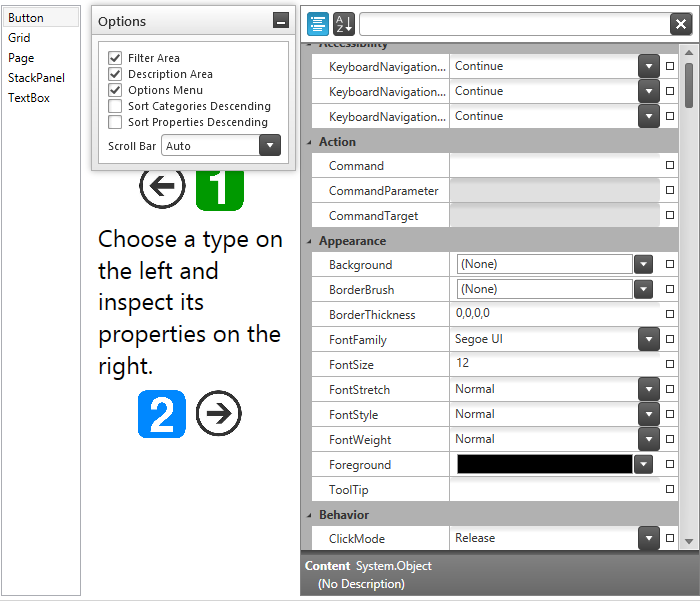 Button
Grid
Page
StackPanel
TextBox
Options
Filter Area
Description Area
Options Menu
Sort Categories Descending
Sort Properties Descending
Scroll Bar Auto
1
Choose a type on
the left and
inspect its
properties on the
right.
2
A
Z
Accessibility
KeyboardNavigation... Continue
KeyboardNavigation... Continue
KeyboardNavigation... Continue
Action
Command
CommandParameter
CommandTarget
Appearance
Background (None)
BorderBrush (None)
BorderThickness 0,0,0,0
FontFamily Segoe UI
FontSize 12
FontStretch Normal
FontStyle Normal
FontWeight Normal
Foreground
ToolTip
Behavior
ClickMode Release
Content System.Object
(No Description)